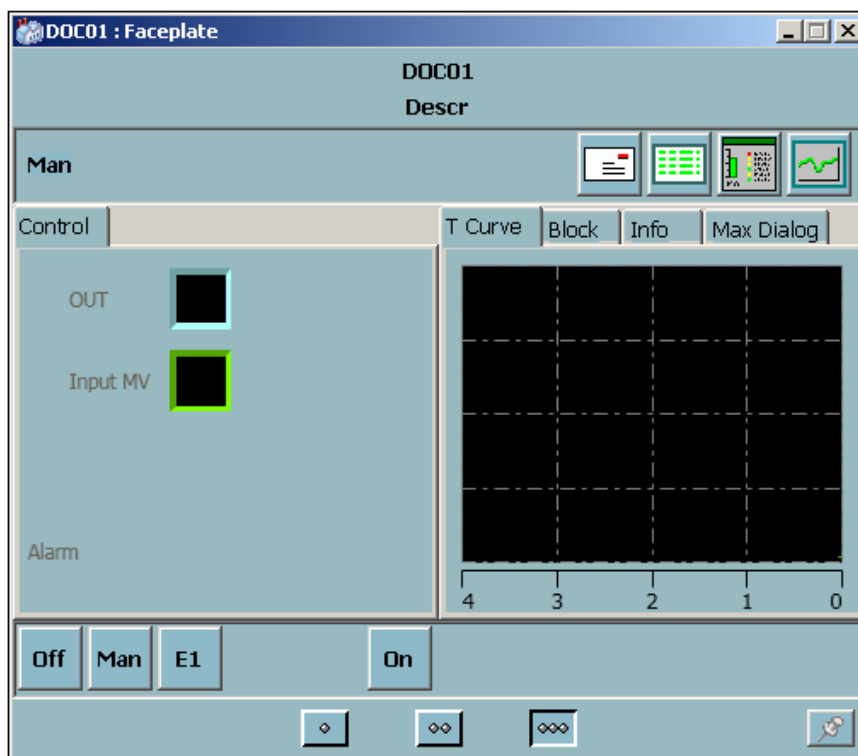 DOC01 : Faceplate
DOC01
Descr
Man
Control
T Curve Block Info Max Dialog
OUT
Input MV
Alarm
4 3 2 1 0
Off Man E1 On